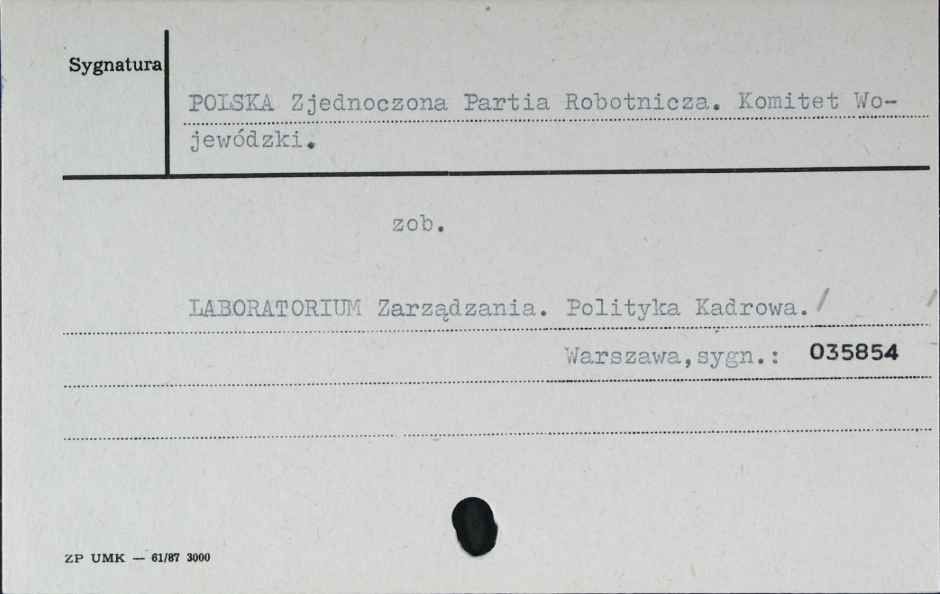 Sygnatura
POLSKA Zjednoczona Partia Robotnicza. Komitet Wo-
jewódzki.
zob.
LABORATORIUM Zarządzania. Polityka Kadrowa./
Warszawa,sygn.: 035854
ZP UMK — 61/87 3000